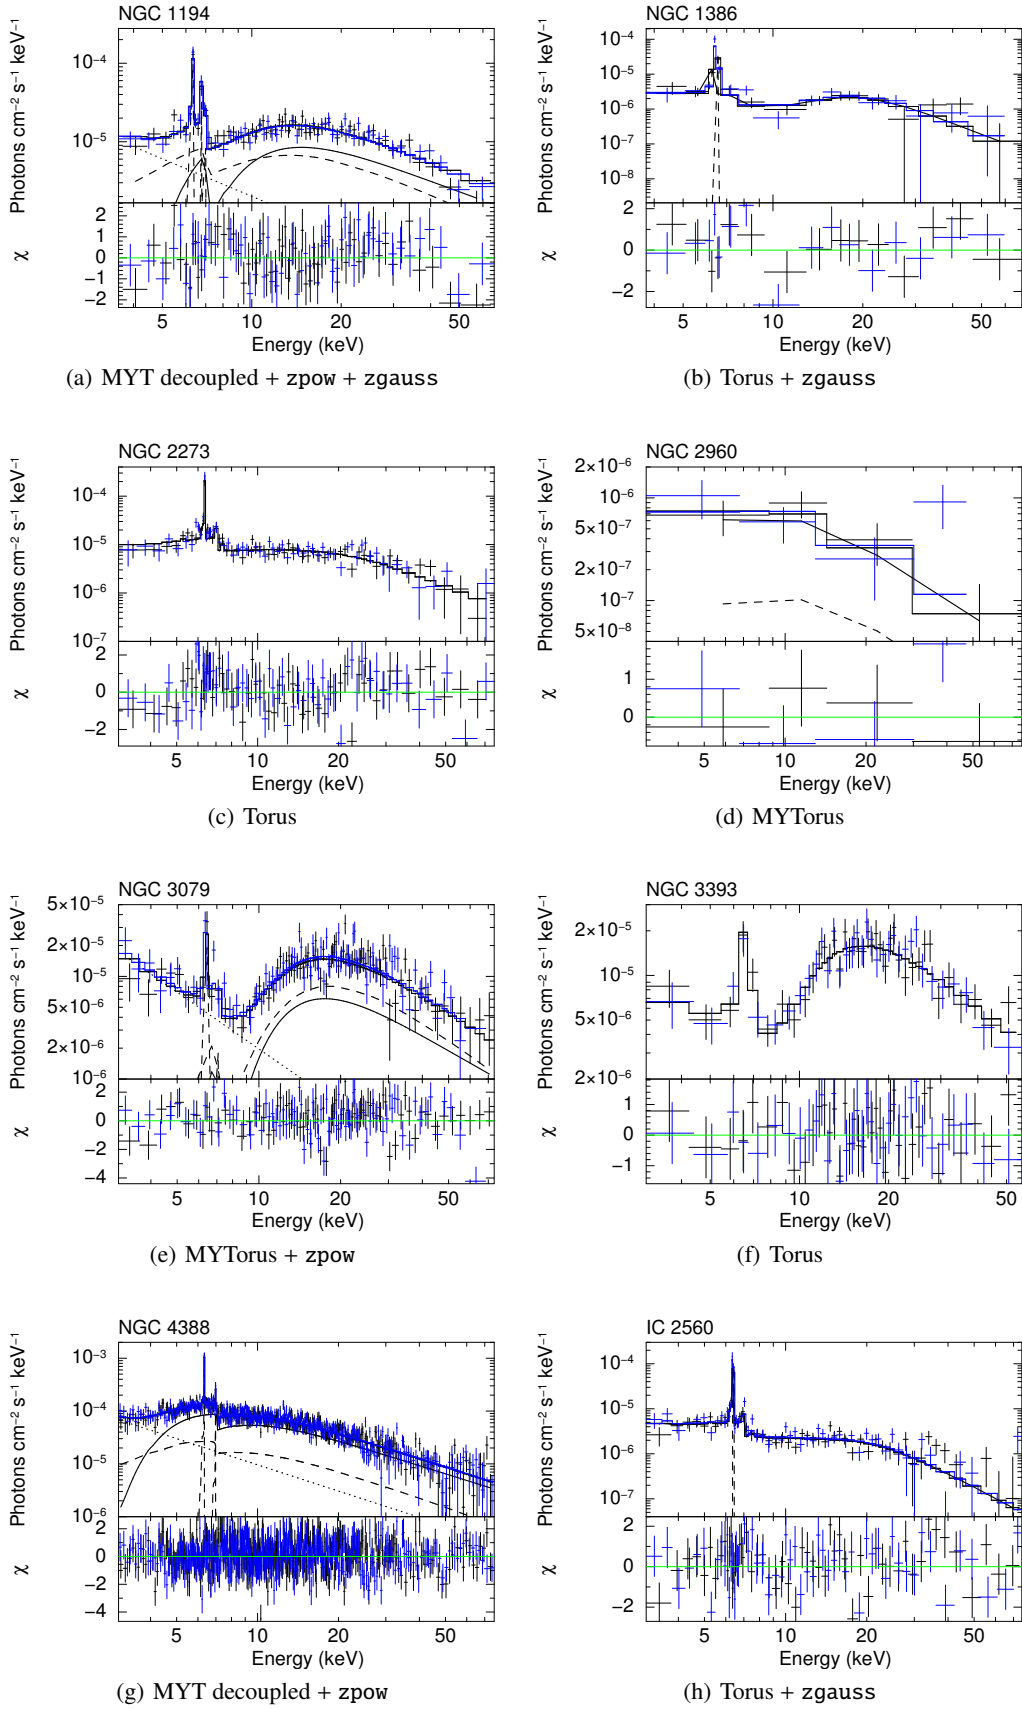 NGC 1194
Photons cm⁻² s⁻¹ keV⁻¹
10⁻⁴
10⁻⁵
χ
2
1
0
−1
−2
5 10 20 50
Energy (keV)
(a) MYT decoupled + zpow + zgauss
NGC 1386
Photons cm⁻² s⁻¹ keV⁻¹
10⁻⁴
10⁻⁵
10⁻⁶
10⁻⁷
10⁻⁸
χ
2
0
−2
5 10 20 50
Energy (keV)
(b) Torus + zgauss
NGC 2273
Photons cm⁻² s⁻¹ keV⁻¹
10⁻⁴
10⁻⁵
10⁻⁶
10⁻⁷
χ
2
0
−2
5 10 20 50
Energy (keV)
(c) Torus
NGC 2960
Photons cm⁻² s⁻¹ keV⁻¹
2×10⁻⁶
10⁻⁶
5×10⁻⁷
2×10⁻⁷
10⁻⁷
5×10⁻⁸
χ
1
0
5 10 20 50
Energy (keV)
(d) MYTorus
NGC 3079
Photons cm⁻² s⁻¹ keV⁻¹
5×10⁻⁵
2×10⁻⁵
10⁻⁵
5×10⁻⁶
2×10⁻⁶
10⁻⁶
χ
2
0
−2
−4
5 10 20 50
Energy (keV)
(e) MYTorus + zpow
NGC 3393
Photons cm⁻² s⁻¹ keV⁻¹
2×10⁻⁵
10⁻⁵
5×10⁻⁶
2×10⁻⁶
χ
1
0
−1
5 10 20 50
Energy (keV)
(f) Torus
NGC 4388
Photons cm⁻² s⁻¹ keV⁻¹
10⁻³
10⁻⁴
10⁻⁵
10⁻⁶
χ
2
0
−2
−4
5 10 20 50
Energy (keV)
(g) MYT decoupled + zpow
IC 2560
Photons cm⁻² s⁻¹ keV⁻¹
10⁻⁴
10⁻⁵
10⁻⁶
10⁻⁷
χ
2
0
−2
5 10 20 50
Energy (keV)
(h) Torus + zgauss